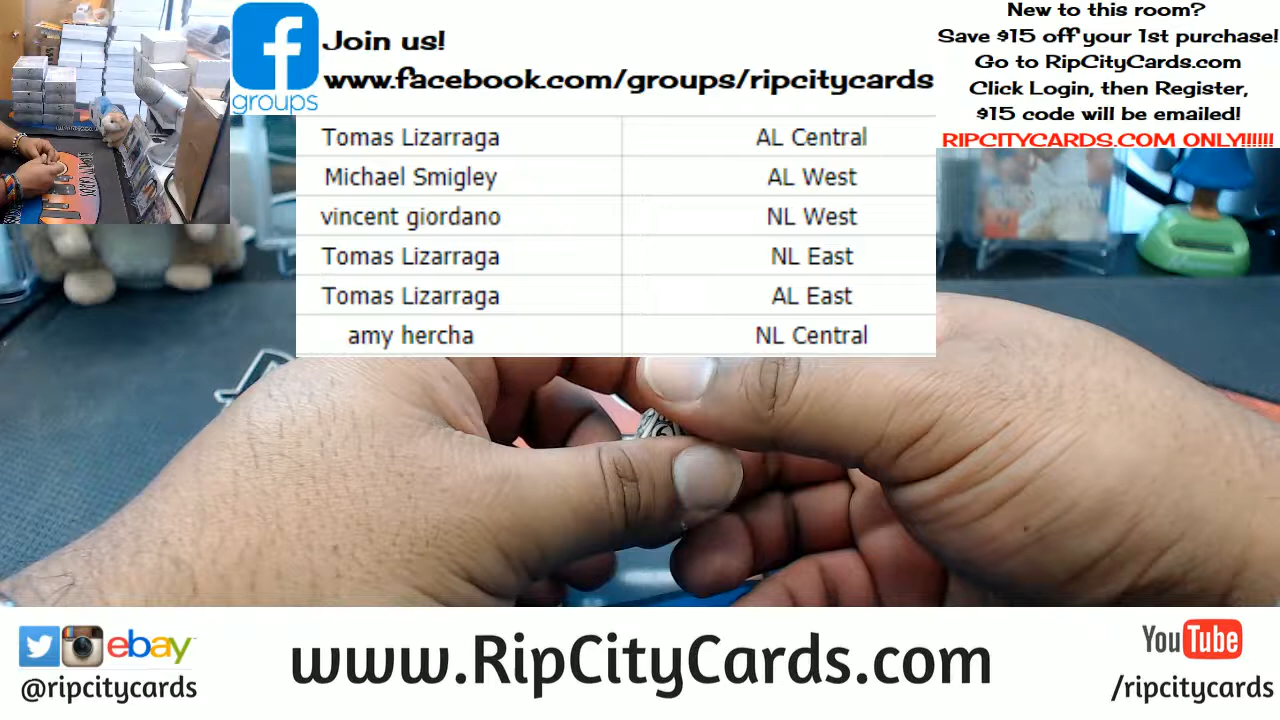 Join us!
www.facebook.com/groups/ripcitycards
groups
New to this room?
Save $15 off your 1st purchase!
Go to RipCityCards.com
Click Login, then Register,
$15 code will be emailed!
RIPCITYCARDS.COM ONLY!!!!!!
Tomas Lizarraga AL Central
Michael Smigley AL West
vincent giordano NL West
Tomas Lizarraga NL East
Tomas Lizarraga AL East
amy hercha NL Central
ebay
@ripcitycards
www.RipCityCards.com
YouTube
/ripcitycards